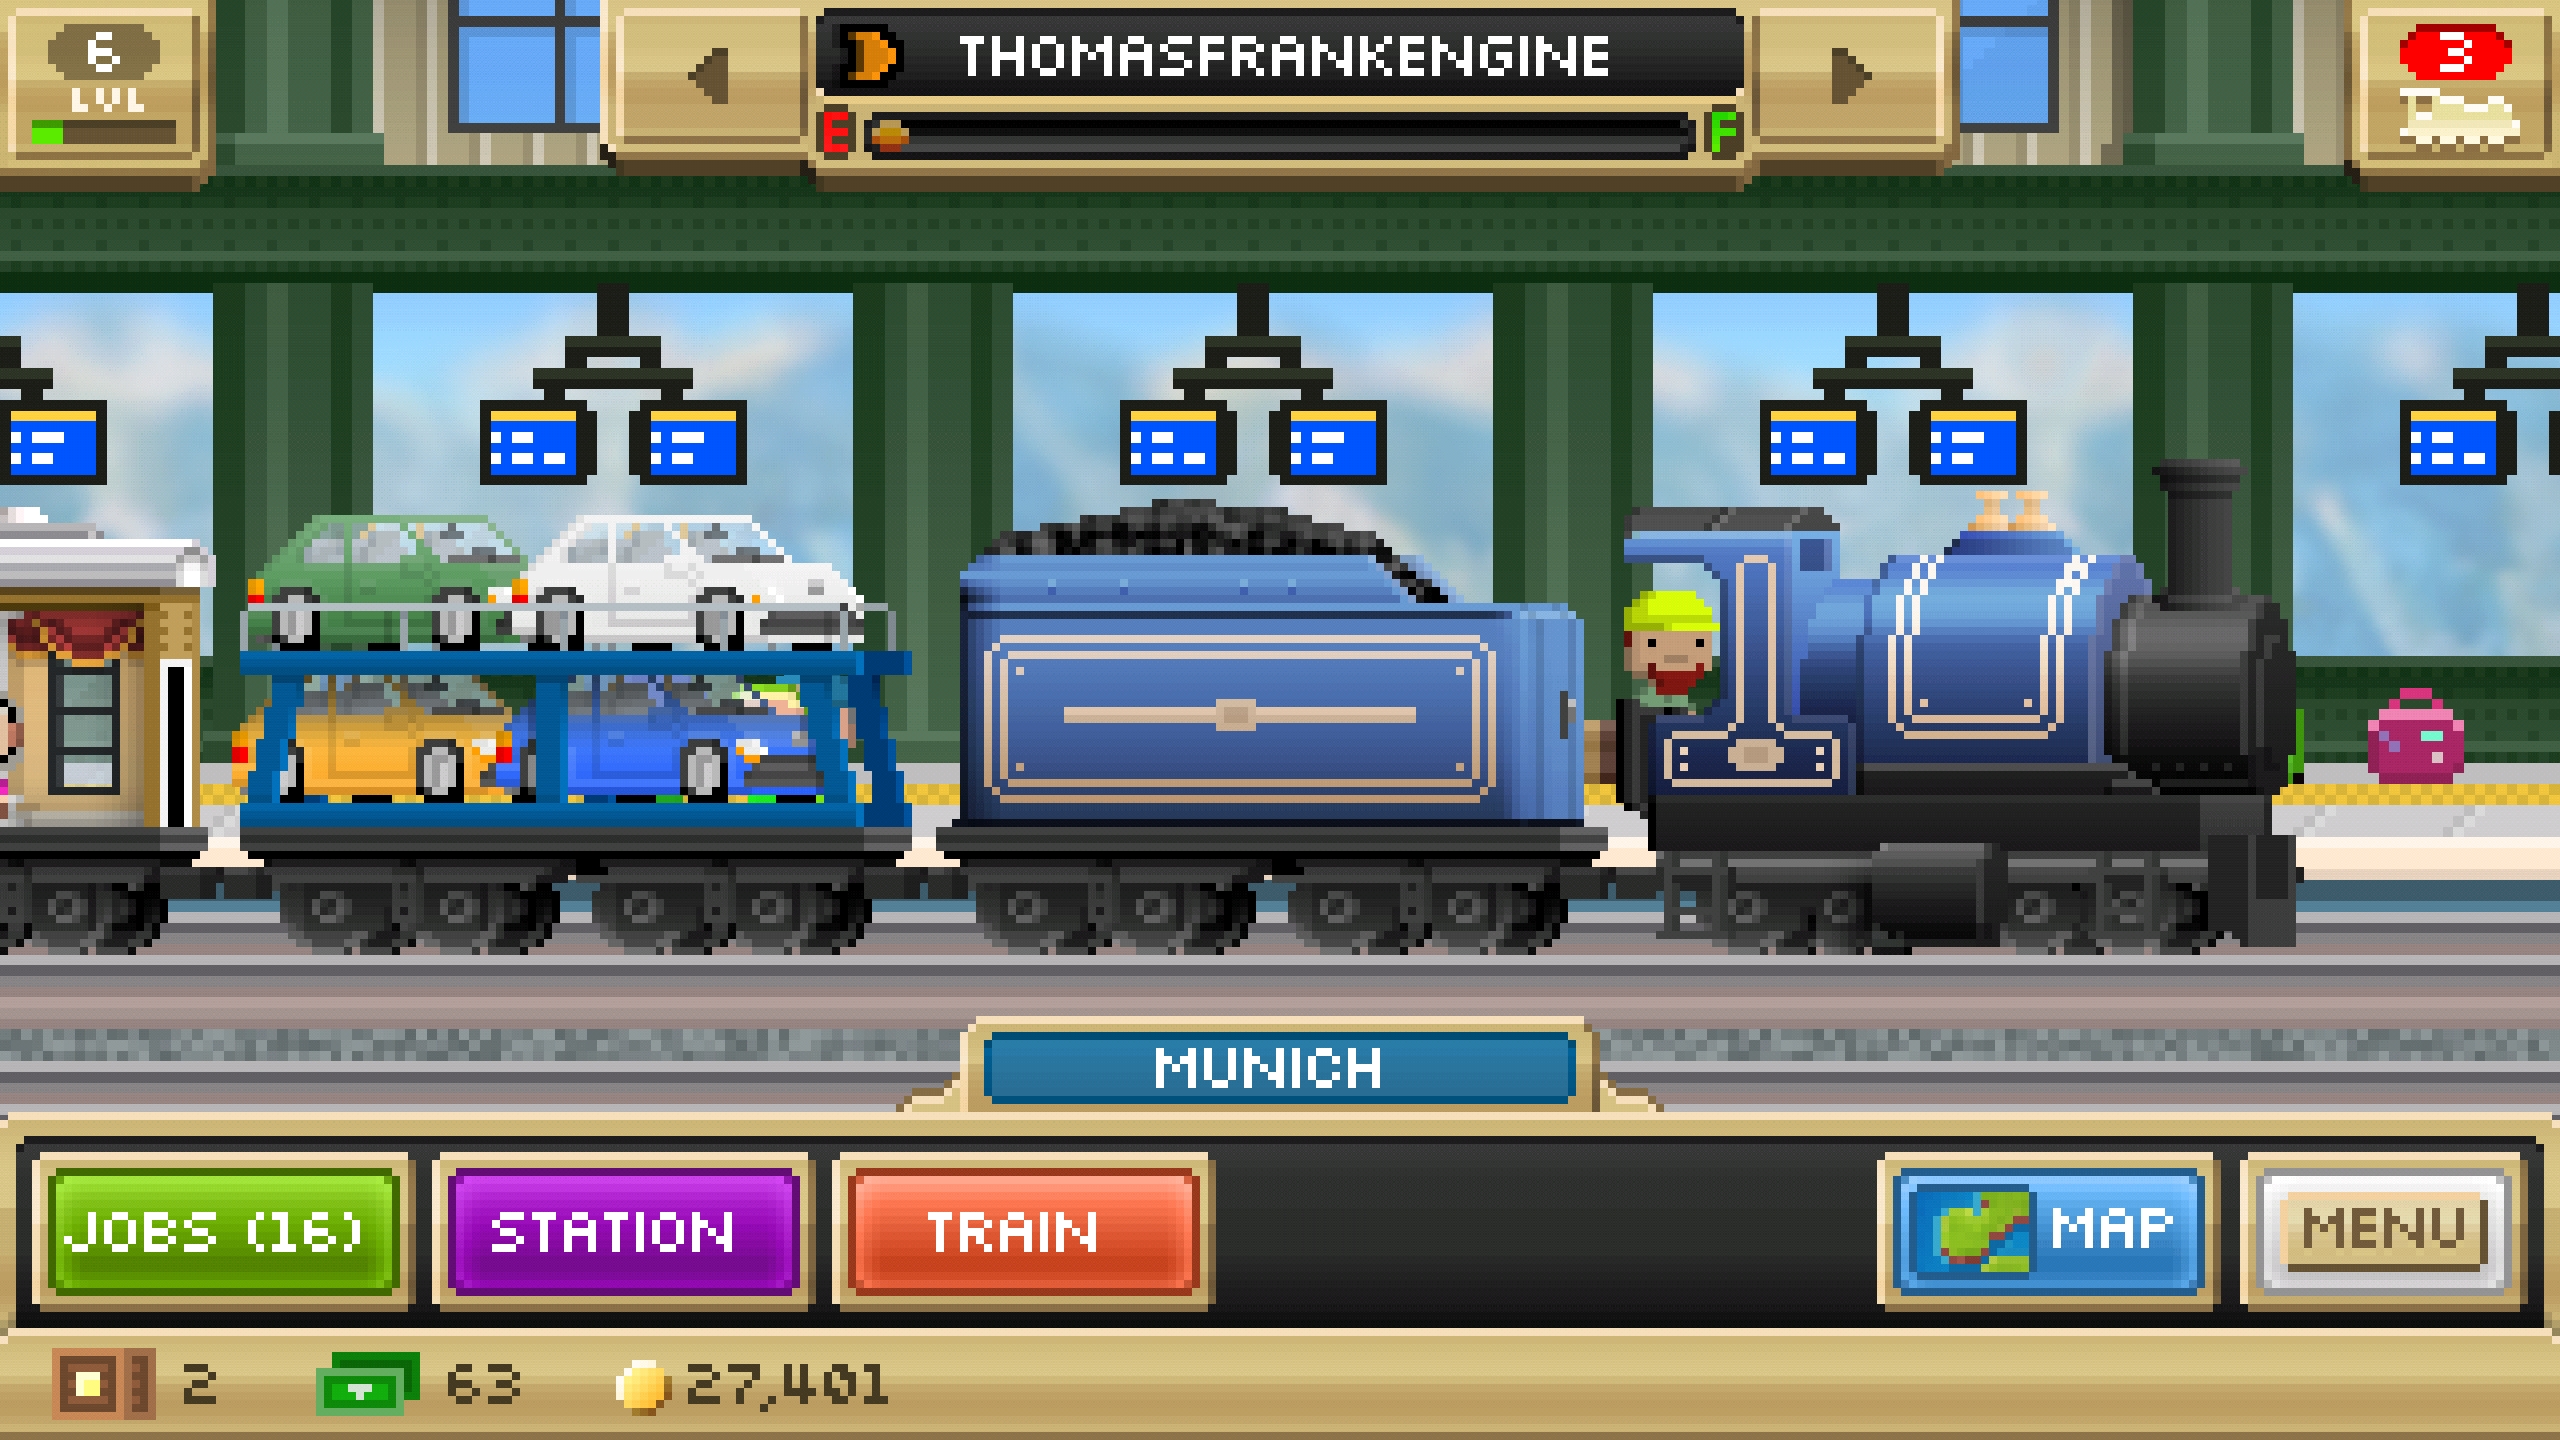 6
LVL
THOMASFRANKENGINE
E F
3
MUNICH
JOBS (16)
STATION
TRAIN
MAP
MENU
2
63
27,401